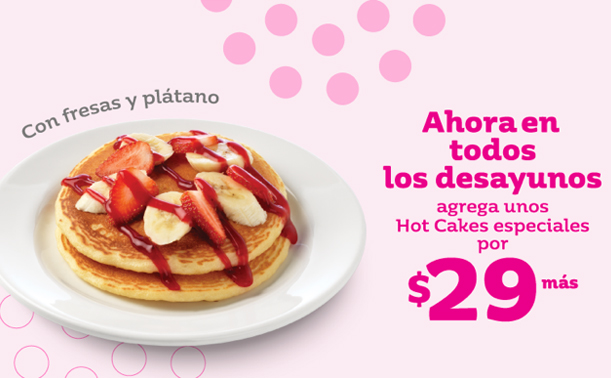 Con fresas y plátano
Ahora en
todos
los desayunos
agrega unos
Hot Cakes especiales
por
$29 más